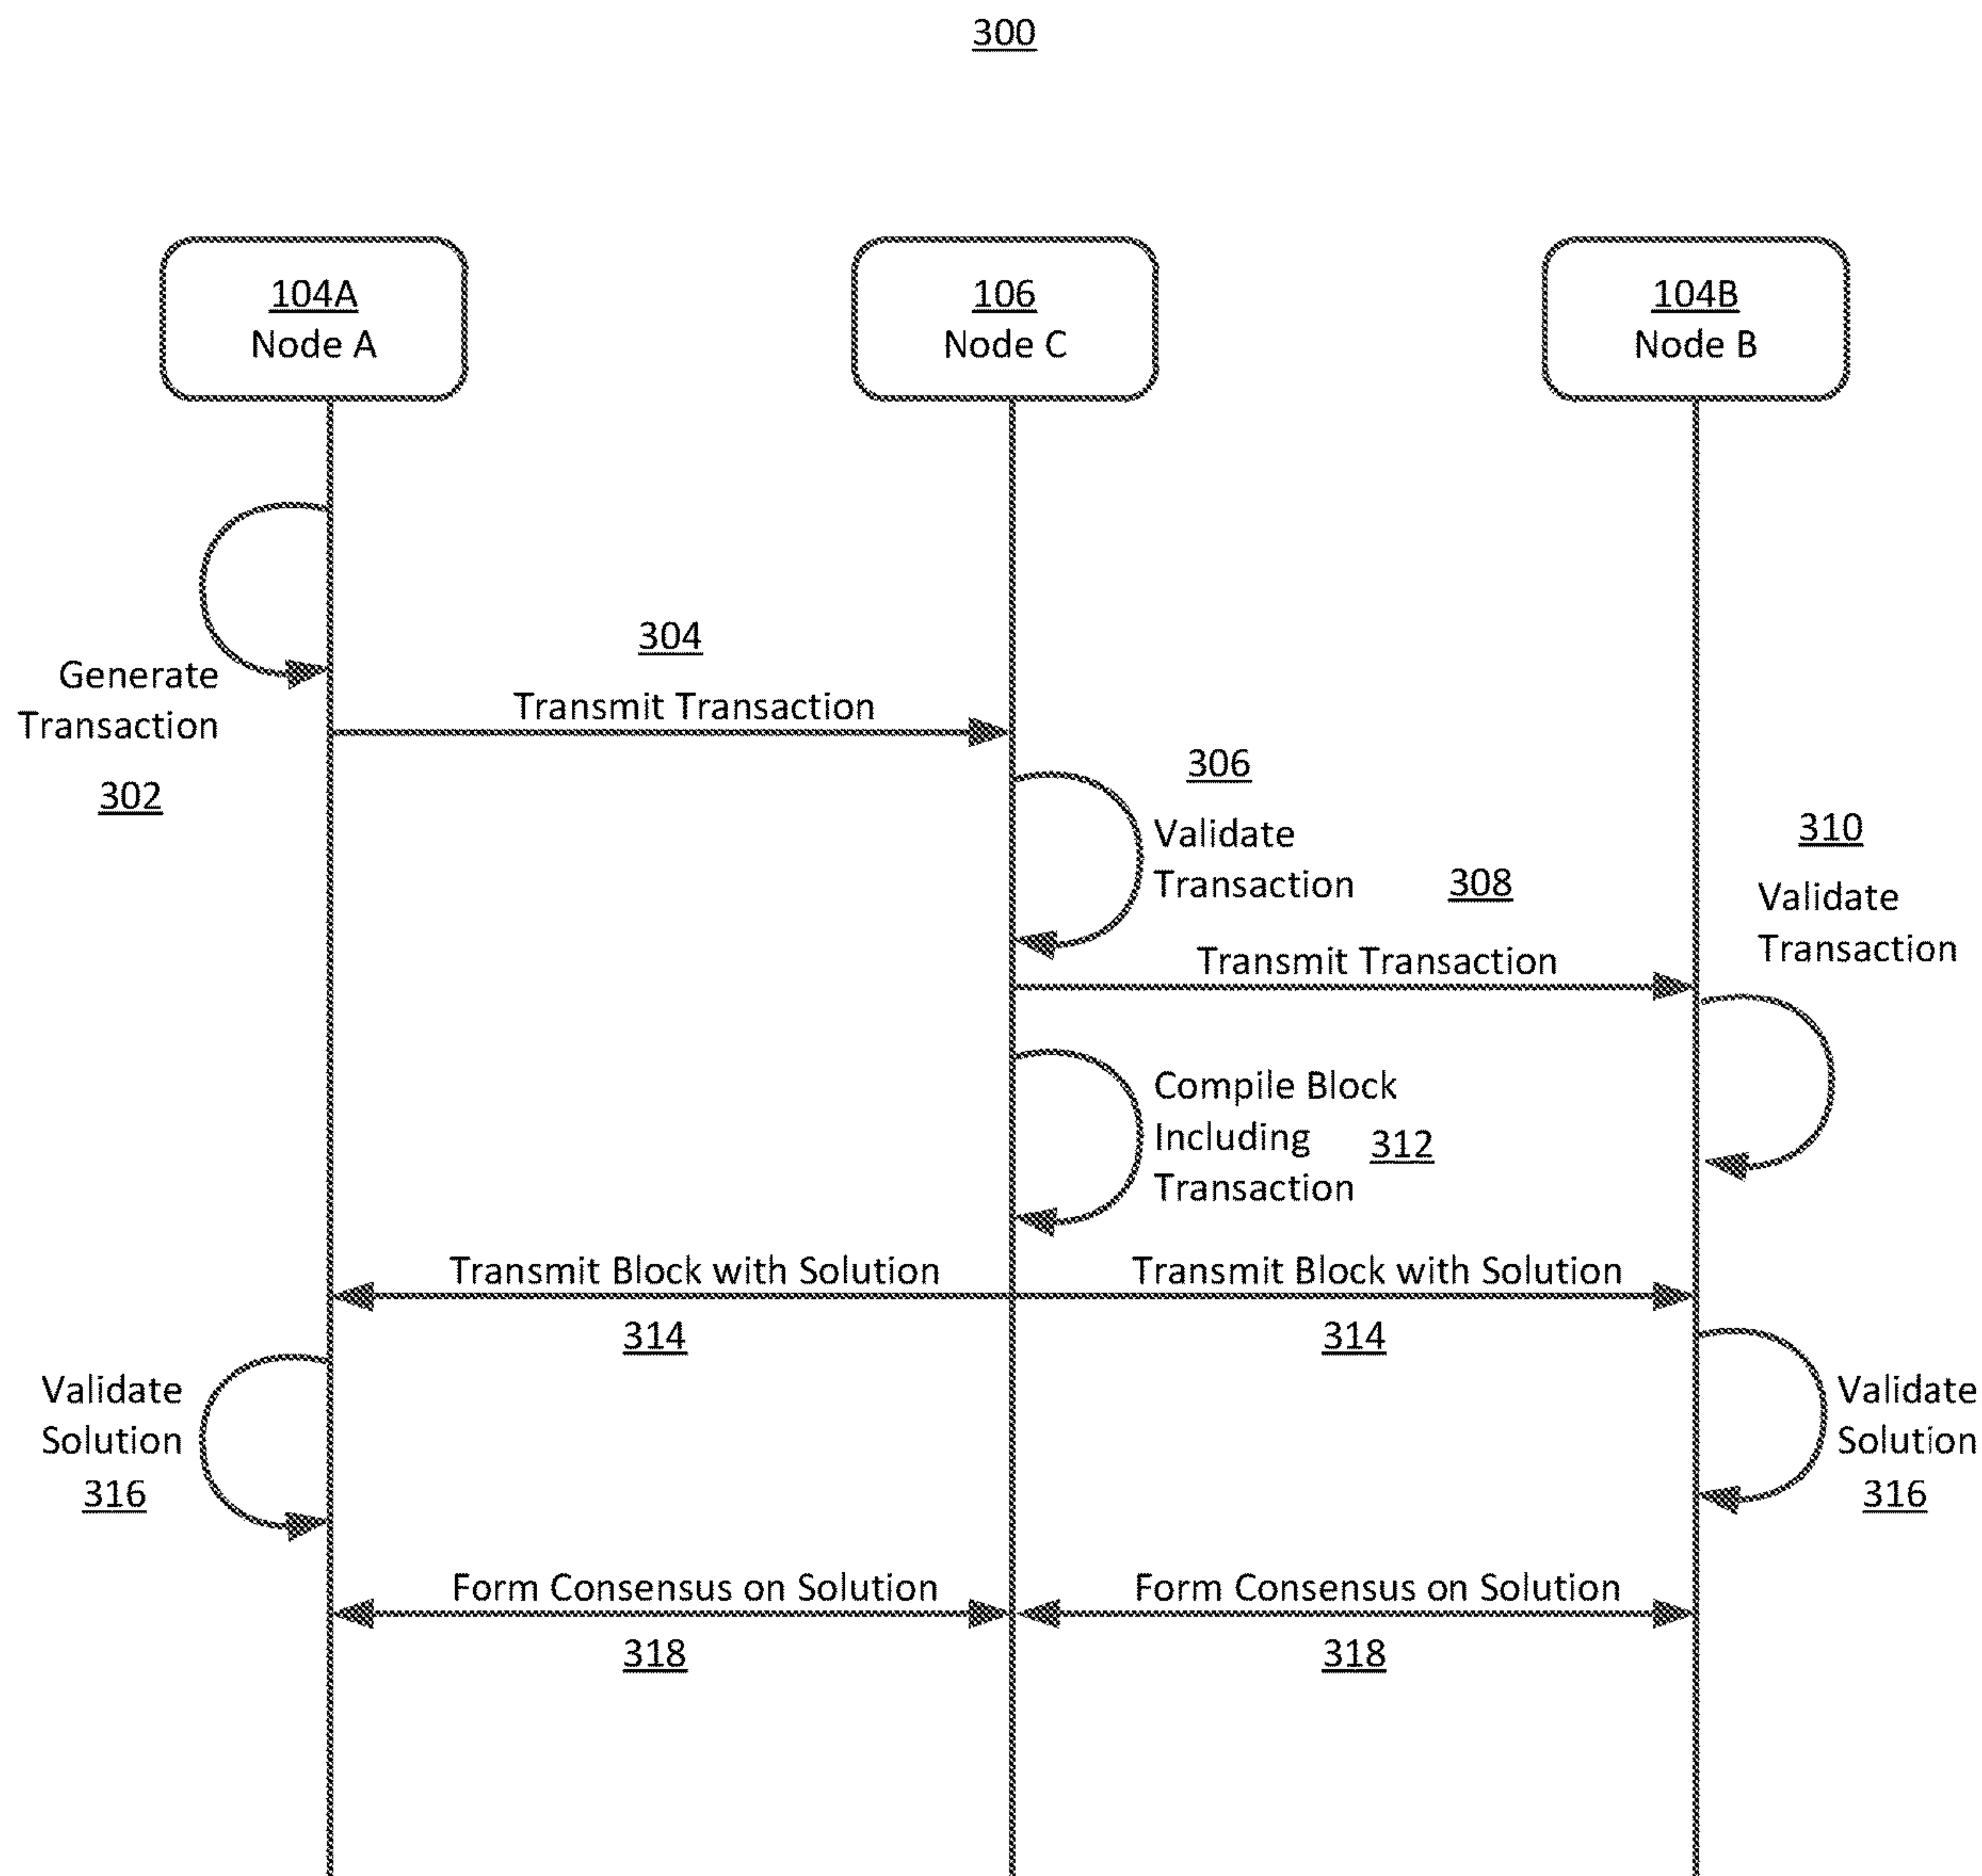 300
104A
Node A
106
Node C
104B
Node B
Generate
Transaction
302
304
Transmit Transaction
306
Validate
Transaction
308
Transmit Transaction
310
Validate
Transaction
Compile Block
Including
Transaction
312
Transmit Block with Solution
314
Transmit Block with Solution
314
Validate
Solution
316
Validate
Solution
316
Form Consensus on Solution
318
Form Consensus on Solution
318